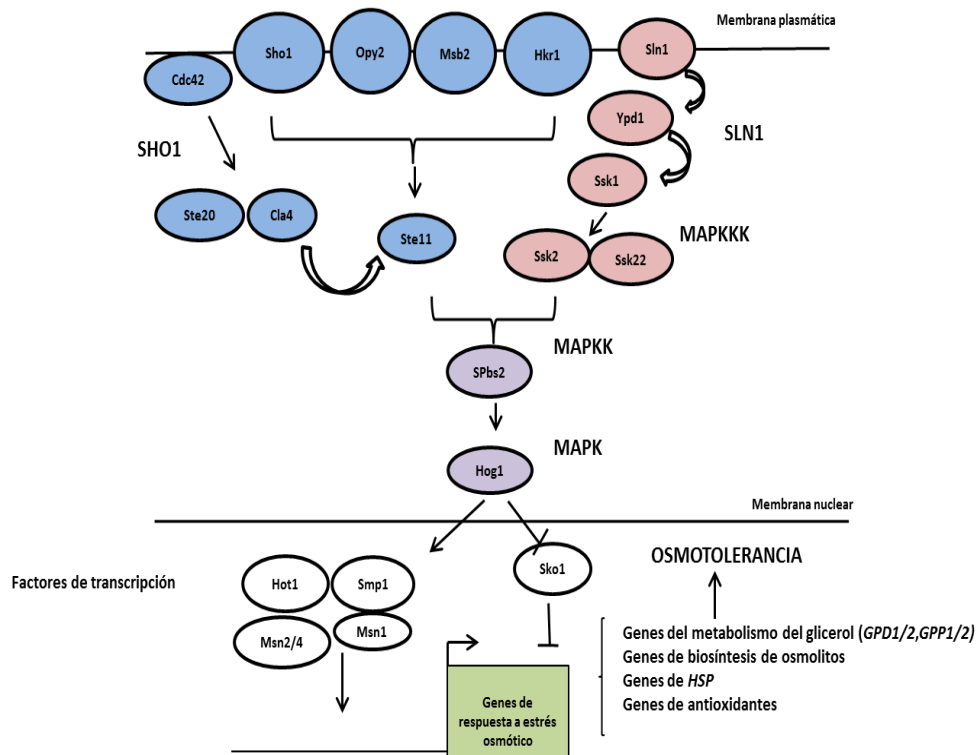 Membrana plasmática
Sho1
Opy2
Msb2
Hkr1
Sln1
Cdc42
Ypd1
SHO1
SLN1
Ssk1
Ste20
Cla4
Ste11
MAPKKK
Ssk2
Ssk22
MAPKK
SPbs2
MAPK
Hog1
Membrana nuclear
OSMOTOLERANCIA
Factores de transcripción
Hot1
Smp1
Sko1
Msn2/4
Msn1
Genes del metabolismo del glicerol (GPD1/2,GPP1/2)
Genes de biosíntesis de osmolitos
Genes de HSP
Genes de antioxidantes
Genes de
respuesta a estrés
osmótico